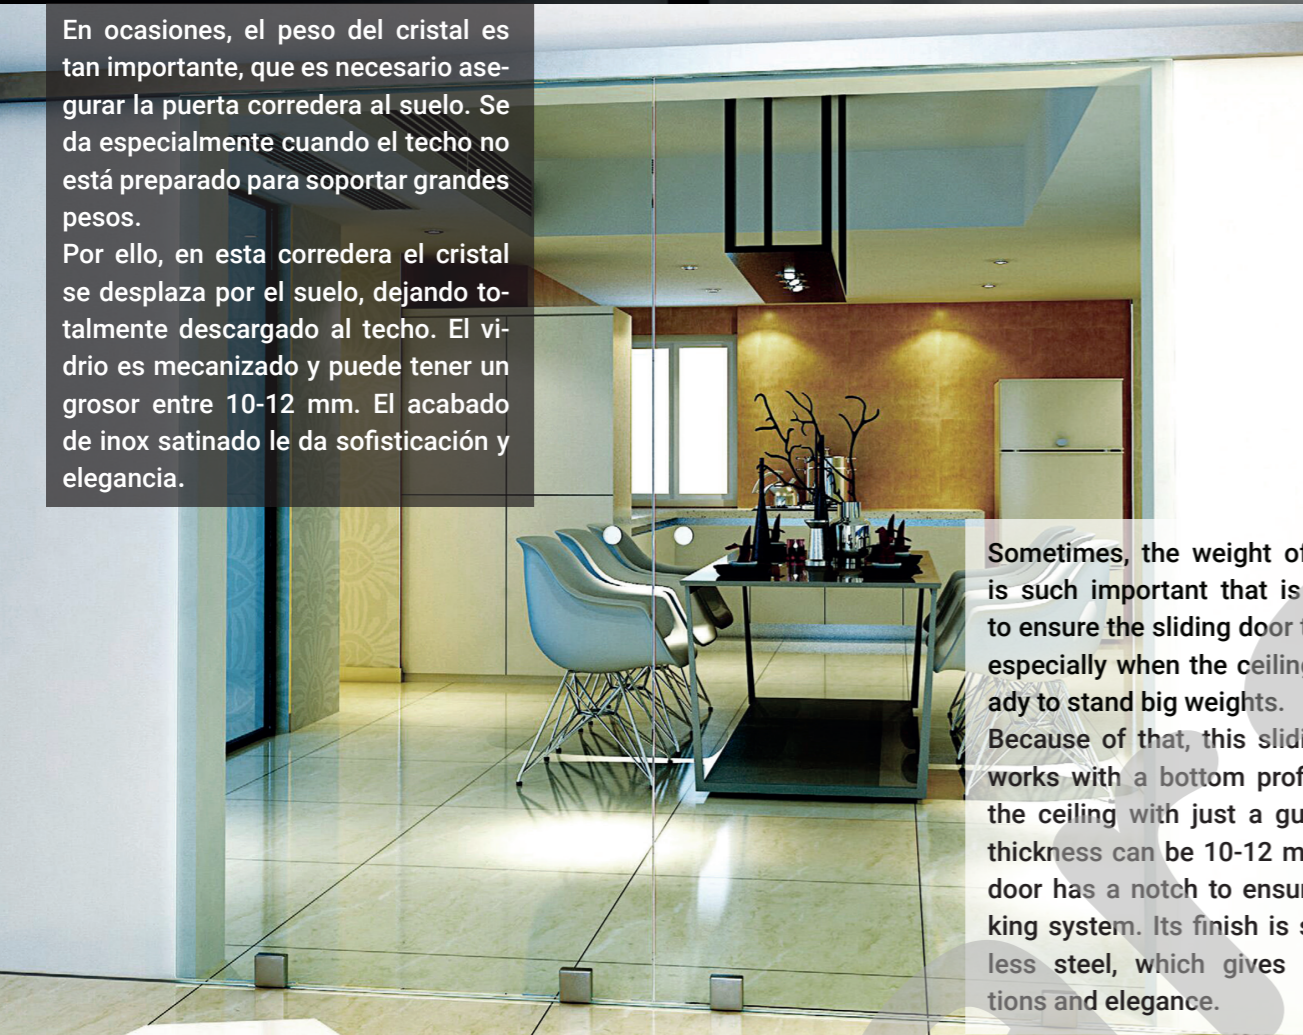 En ocasiones, el peso del cristal es
tan importante, que es necesario ase-
gurar la puerta corredera al suelo. Se
da especialmente cuando el techo no
está preparado para soportar grandes
pesos.
Por ello, en esta corredera el cristal
se desplaza por el suelo, dejando to-
talmente descargado al techo. El vi-
drio es mecanizado y puede tener un
grosor entre 10-12 mm. El acabado
de inox satinado le da sofisticación y
elegancia.
Sometimes, the weight of
is such important that is
to ensure the sliding door
especially when the ceiling
ady to stand big weights.
Because of that, this
works with a bottom
the ceiling with just a
thickness can be 10-12
door has a notch to
king system. Its finish is
less steel, which gives
tions and elegance.